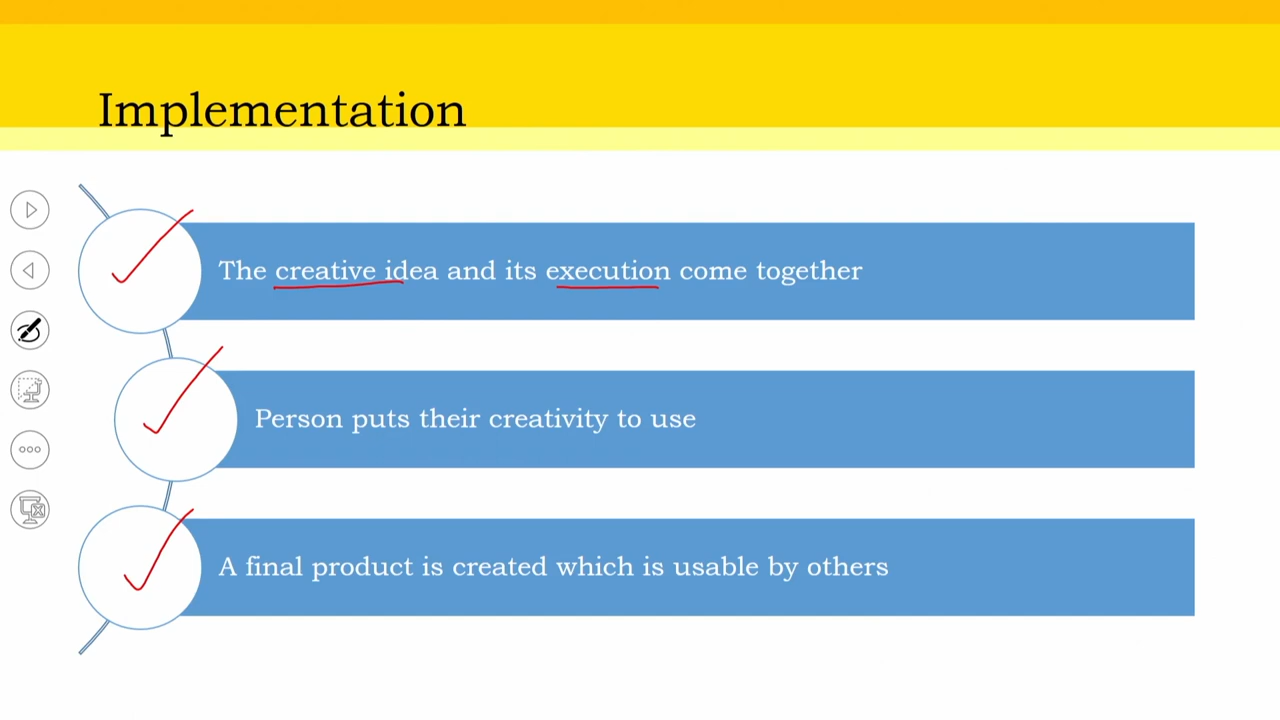 Implementation
The creative idea and its execution come together
Person puts their creativity to use
A final product is created which is usable by others